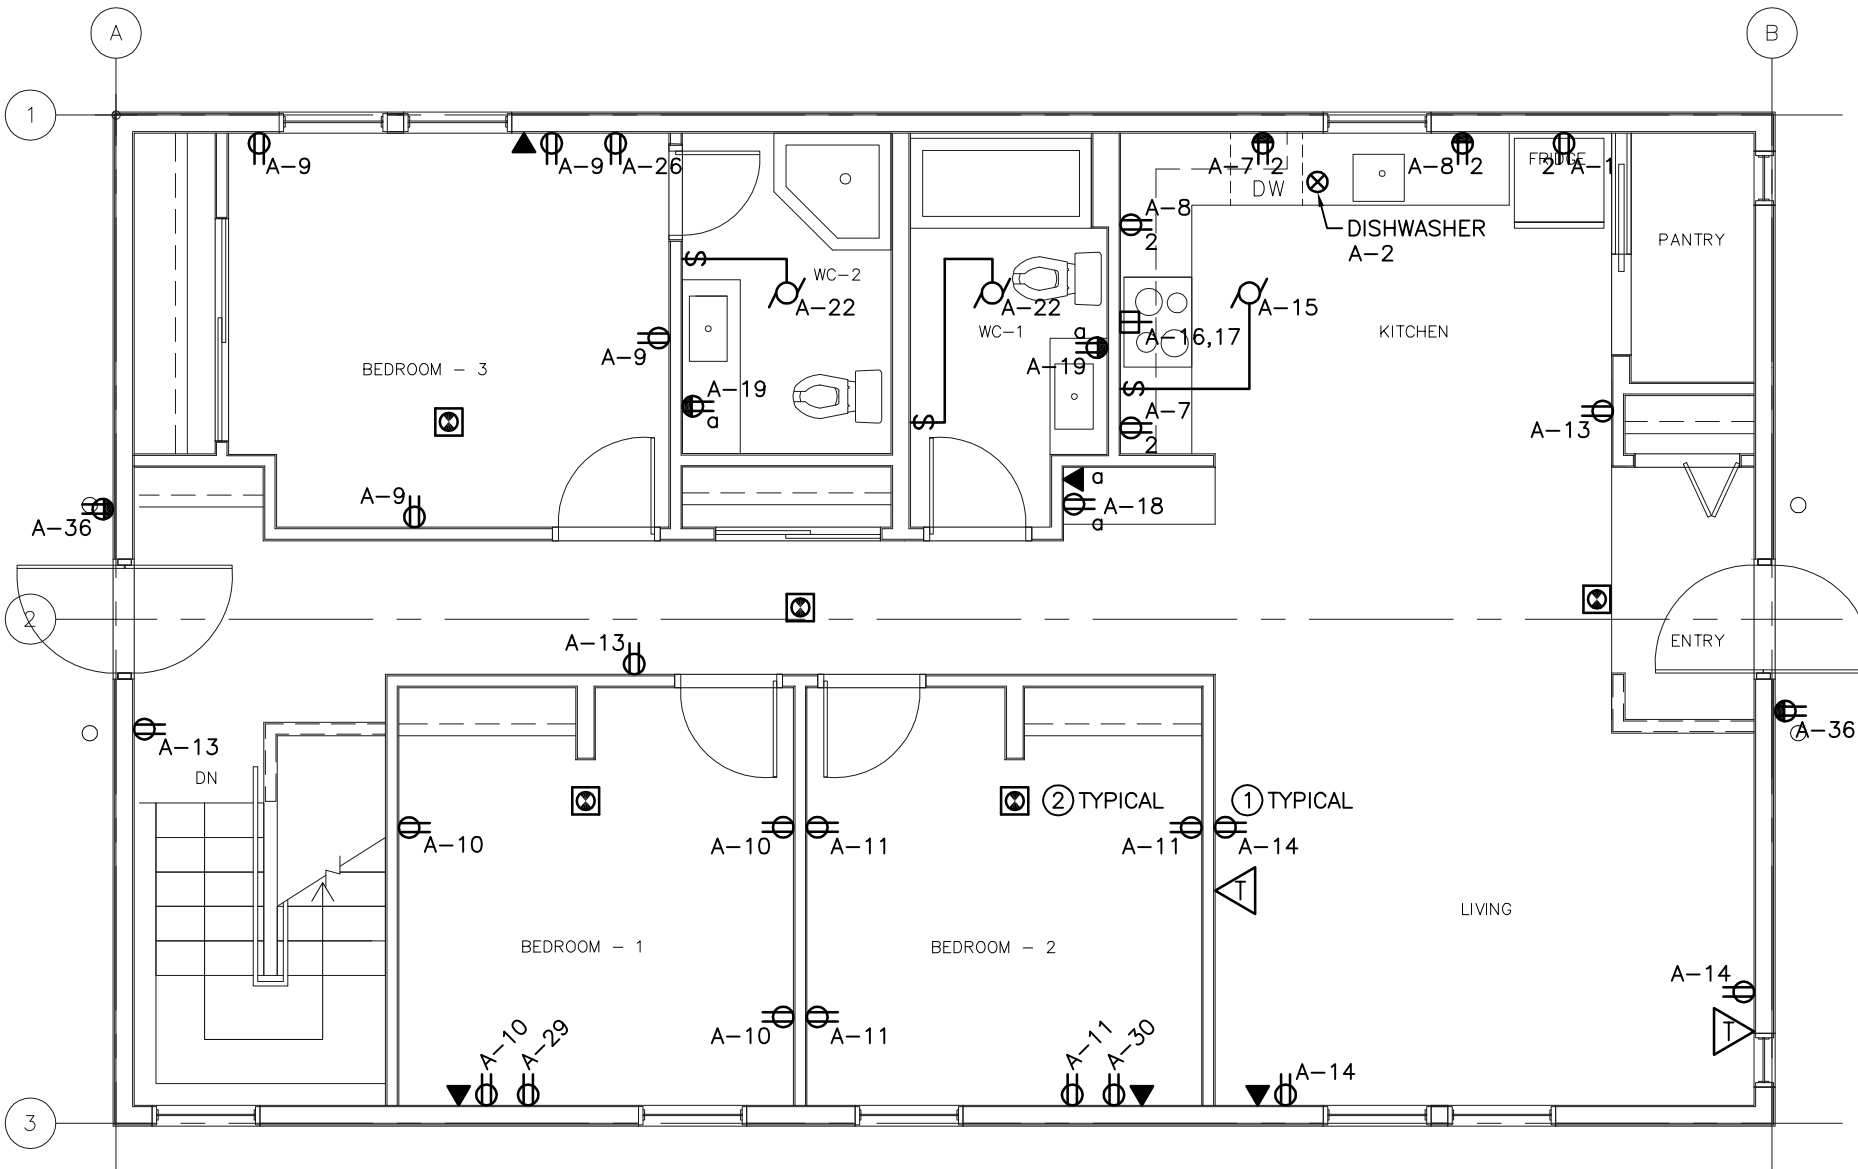 A
B
1
A-9
A-9
A-26
A-7 2
A-8 2
FRIDGE
2 A-1
DW
A-8
2
DISHWASHER
A-2
PANTRY
S
WC-2
A-22
A-22
A-15
WC-1
a
A-16,17
KITCHEN
A-9
A-19
BEDROOM - 3
A-19
a
S
S
A-7
2
A-13
a
A-9
A-18
a
A-36
2
A-13
ENTRY
A-13
A-36
DN
2 TYPICAL
1 TYPICAL
A-10
A-10
A-11
A-11
A-14
T
LIVING
BEDROOM - 1
BEDROOM - 2
A-14
T
A-10
A-29
A-10
A-11
A-11
A-30
A-14
3